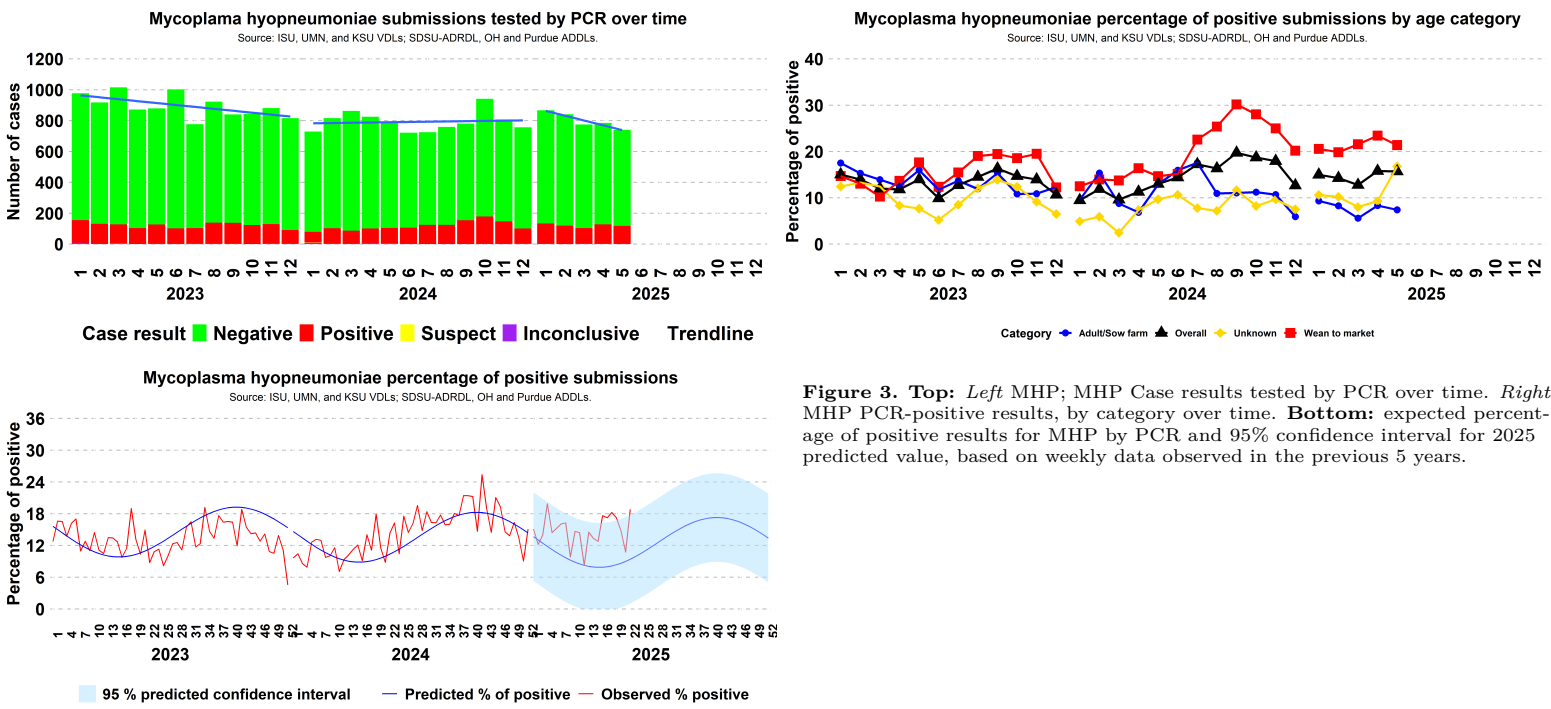 Mycoplama hyopneumoniae submissions tested by PCR over time
Source: ISU, UMN, and KSU VDLs; SDSU-ADRDL, OH and Purdue ADDLs.
Number of cases
1200
1000
800
600
400
200
0
1 2 3 4 5 6 7 8 9 10 11 12 1 2 3 4 5 6 7 8 9 10 11 12 1 2 3 4 5 6 7 8 9 10 11 12
2023 2024 2025
Case result Negative Positive Suspect Inconclusive Trendline
Mycoplasma hyopneumoniae percentage of positive submissions by age category
Source: ISU, UMN, and KSU VDLs; SDSU-ADRDL, OH and Purdue ADDLs.
Percentage of positive
40
30
20
10
0
1 2 3 4 5 6 7 8 9 10 11 12 1 2 3 4 5 6 7 8 9 10 11 12 1 2 3 4 5 6 7 8 9 10 11 12
2023 2024 2025
Category Adult/Sow farm Overall Unknown Wean to market
Mycoplasma hyopneumoniae percentage of positive submissions
Source: ISU, UMN, and KSU VDLs; SDSU-ADRDL, OH and Purdue ADDLs.
Percentage of positive
36
30
24
18
12
6
0
1 4 7 10 13 16 19 22 25 28 31 34 37 40 43 46 49 52 1 4 7 10 13 16 19 22 25 28 31 34 37 40 43 46 49 52 1 4 7 10 13 16 19 22 25 28 31 34 37 40 43 46 49 52
2023 2024 2025
95 % predicted confidence interval Predicted % of positive Observed % positive
Figure 3. Top: Left MHP; MHP Case results tested by PCR over time. Right
MHP PCR-positive results, by category over time. Bottom: expected percent-
age of positive results for MHP by PCR and 95% confidence interval for 2025
predicted value, based on weekly data observed in the previous 5 years.